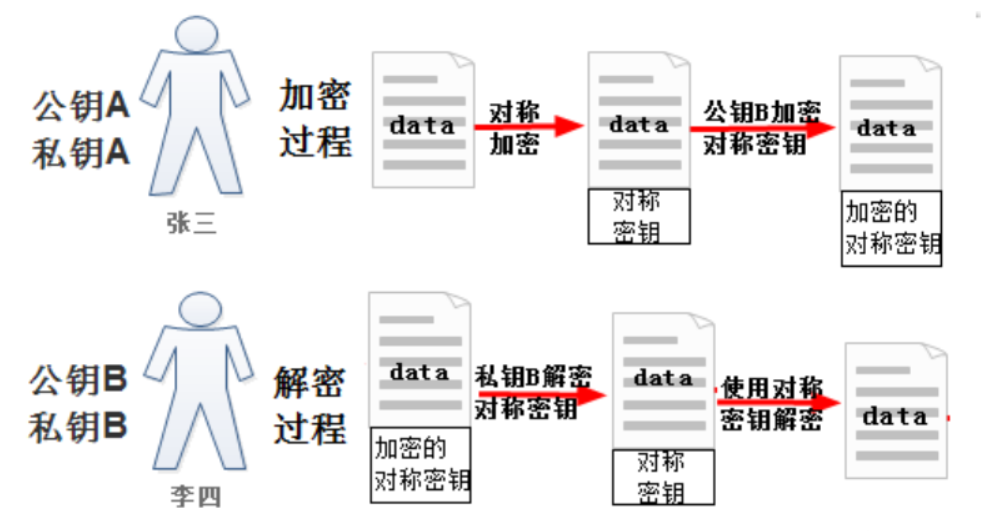 公钥A
私钥A
张三
加密
过程
data
对称
加密
data
对称
密钥
公钥B加密
对称密钥
data
加密的
对称密钥
公钥B
私钥B
李四
解密
过程
data
加密的
对称密钥
私钥B解密
对称密钥
data
对称
密钥
使用对称
密钥解密
data